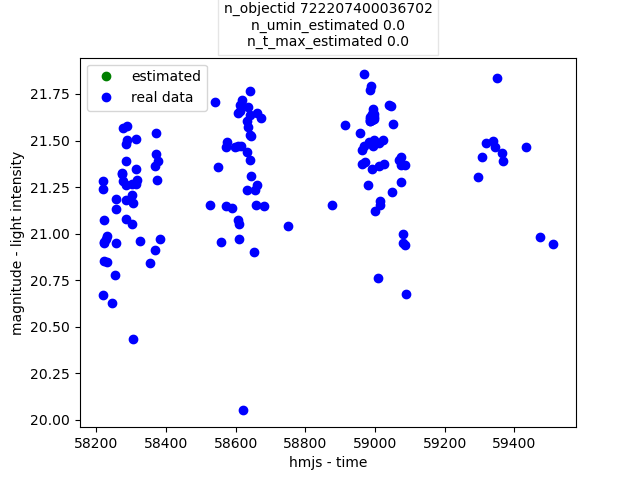 n_objectid 722207400036702
n_umin_estimated 0.0
n_t_max_estimated 0.0
estimated
real data
magnitude - light intensity
21.75
21.50
21.25
21.00
20.75
20.50
20.25
20.00
58200 58400 58600 58800 59000 59200 59400
hmjs - time